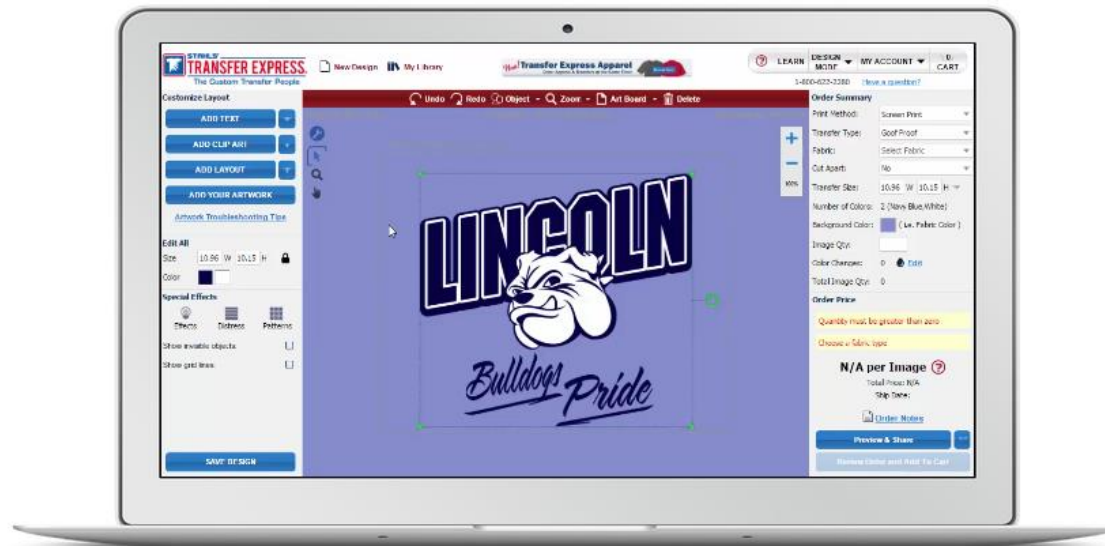 STAHLS'
TRANSFER EXPRESS.
The Custom Transfer People
New Design
My Library
Transfer Express Apparel
LEARN
DESIGN MODE
MY ACCOUNT
0
CART
1-800-622-2280
Have a question?
Undo
Redo
Object
Zoom
Art Board
Delete
Customize Layout
ADD TEXT
ADD CLIP ART
ADD LAYOUT
ADD YOUR ARTWORK
Artwork Troubleshooting Tips
Edit All
Size 10.96 W 10.15 H
Color
Special Effects
Effects Distress Patterns
Show invisible objects
Show grid lines
SAVE DESIGN
100%
LINCOLN
Bulldogs
Pride
Order Summary
Print Method: Screen Print
Transfer Type: Goof Proof
Fabric: Select Fabric
Cut Apart: No
Transfer Size: 10.96 W 10.15 H
Number of Colors: 2 (Navy Blue,White)
Background Color: ( i.e. Fabric Color )
Image Qty:
Color Changes: 0 Edit
Total Image Qty: 0
Order Price
Quantity must be greater than zero
Choose a fabric type
N/A per Image
Total Price: N/A
Ship Date:
Order Notes
Preview & Share
Review Order and Add To Cart